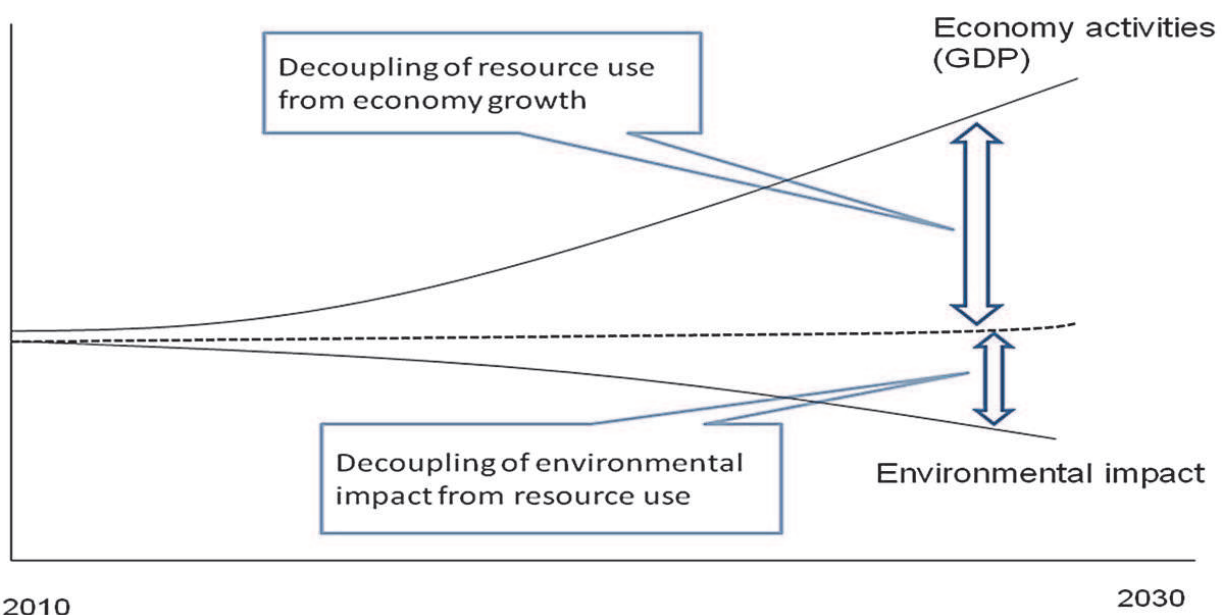 Economy activities
(GDP)
Decoupling of resource use
from economy growth
Decoupling of environmental
impact from resource use
Environmental impact
2010
2030